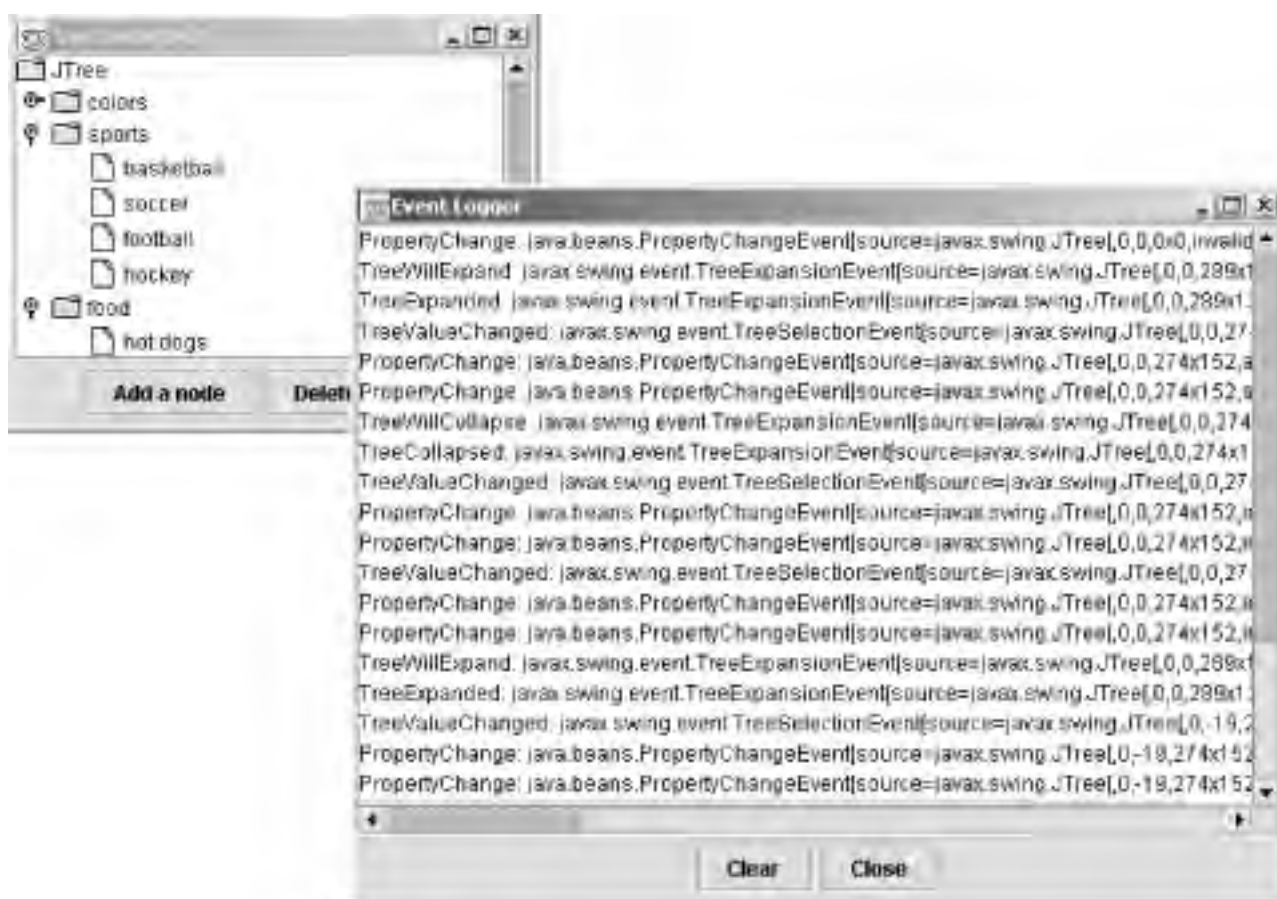 JTree
colors
sports
basketball
soccer
football
hockey
food
hot dogs
Add a node
Delet
Event Logger
PropertyChange: java.beans.PropertyChangeEvent[source=javax.swing.JTree[,0,0,0x0,invalid
TreeWillExpand: javax.swing.event.TreeExpansionEvent[source=javax.swing.JTree[,0,0,289x1
TreeExpanded: javax.swing.event.TreeExpansionEvent[source=javax.swing.JTree[,0,0,289x1
TreeValueChanged: javax.swing.event.TreeSelectionEvent[source=javax.swing.JTree[,0,0,27
PropertyChange: java.beans.PropertyChangeEvent[source=javax.swing.JTree[,0,0,274x152,a
PropertyChange: java.beans.PropertyChangeEvent[source=javax.swing.JTree[,0,0,274x152,a
TreeWillCollapse: javax.swing.event.TreeExpansionEvent[source=javax.swing.JTree[,0,0,274
TreeCollapsed: javax.swing.event.TreeExpansionEvent[source=javax.swing.JTree[,0,0,274x1
TreeValueChanged: javax.swing.event.TreeSelectionEvent[source=javax.swing.JTree[,0,0,27
PropertyChange: java.beans.PropertyChangeEvent[source=javax.swing.JTree[,0,0,274x152,in
PropertyChange: java.beans.PropertyChangeEvent[source=javax.swing.JTree[,0,0,274x152,in
TreeValueChanged: javax.swing.event.TreeSelectionEvent[source=javax.swing.JTree[,0,0,27
PropertyChange: java.beans.PropertyChangeEvent[source=javax.swing.JTree[,0,0,274x152,in
PropertyChange: java.beans.PropertyChangeEvent[source=javax.swing.JTree[,0,0,274x152,in
TreeWillExpand: javax.swing.event.TreeExpansionEvent[source=javax.swing.JTree[,0,0,289x1
TreeExpanded: javax.swing.event.TreeExpansionEvent[source=javax.swing.JTree[,0,0,289x1
TreeValueChanged: javax.swing.event.TreeSelectionEvent[source=javax.swing.JTree[,0,-19,2
PropertyChange: java.beans.PropertyChangeEvent[source=javax.swing.JTree[,0,-19,274x152
PropertyChange: java.beans.PropertyChangeEvent[source=javax.swing.JTree[,0,-19,274x152
Clear
Close